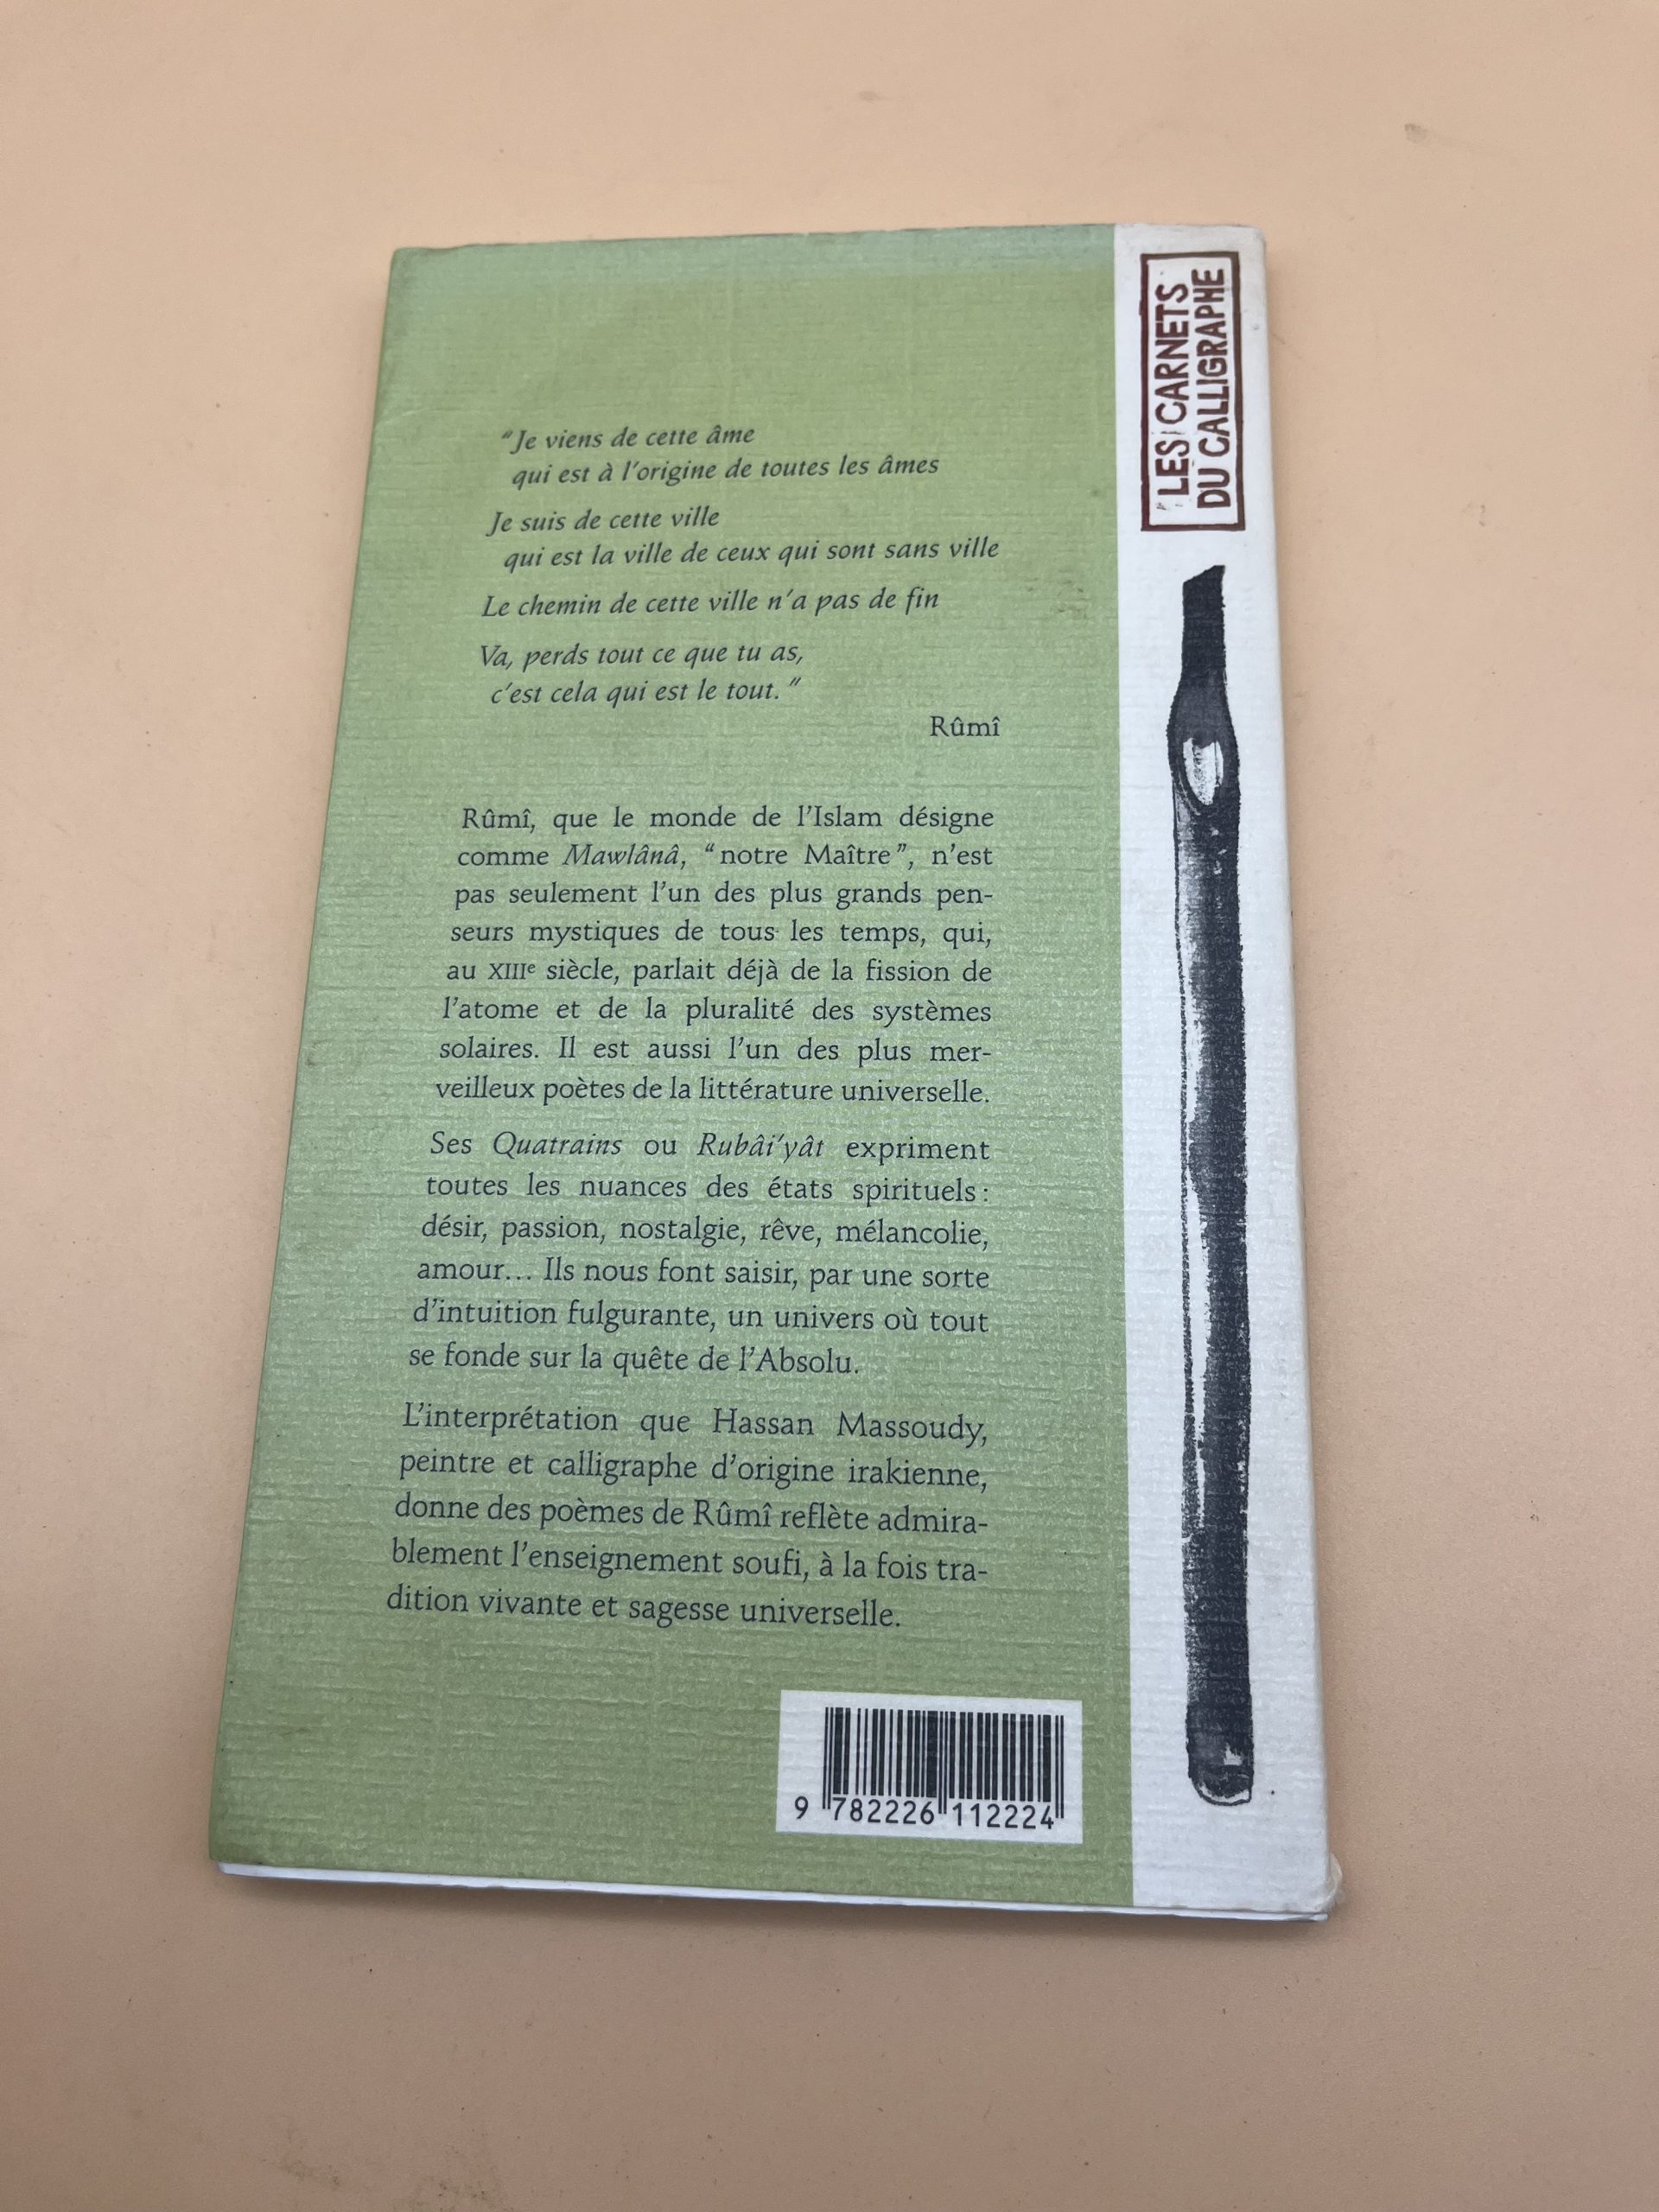 LES CARNETS
DU CALLIGRAPHE
“Je viens de cette âme
qui est à l’origine de toutes les âmes
Je suis de cette ville
qui est la ville de ceux qui sont sans ville
Le chemin de cette ville n’a pas de fin
Va, perds tout ce que tu as,
c’est cela qui est le tout.”
Rûmî
Rûmî, que le monde de l’Islam désigne
comme Mawlânâ, “notre Maître”, n’est
pas seulement l’un des plus grands pen-
seurs mystiques de tous les temps, qui,
au XIIIe siècle, parlait déjà de la fission de
l’atome et de la pluralité des systèmes
solaires. Il est aussi l’un des plus mer-
veilleux poètes de la littérature universelle.
Ses Quatrains ou Rubâi’yât expriment
toutes les nuances des états spirituels :
désir, passion, nostalgie, rêve, mélancolie,
amour... Ils nous font saisir, par une sorte
d’intuition fulgurante, un univers où tout
se fonde sur la quête de l’Absolu.
L’interprétation que Hassan Massoudy,
peintre et calligraphe d’origine irakienne,
donne des poèmes de Rûmî reflète admira-
blement l’enseignement soufi, à la fois tra-
dition vivante et sagesse universelle.
9 782226 112224